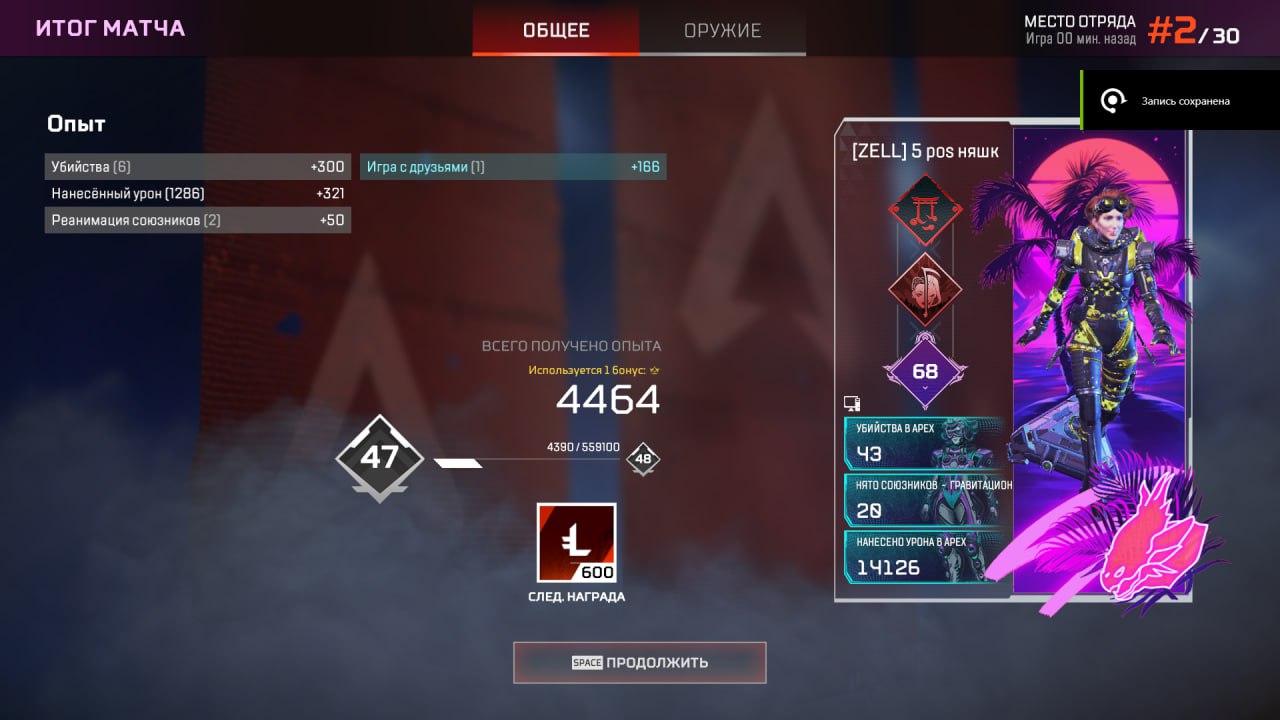 ИТОГ МАТЧА
ОБЩЕЕ
ОРУЖИЕ
МЕСТО ОТРЯДА
Игра 00 мин. назад
#2/30
Запись сохранена
Опыт
Убийства (6) +300
Нанесённый урон (1286) +321
Реанимация союзников (2) +50
Игра с друзьями (1) +166
ВСЕГО ПОЛУЧЕНО ОПЫТА
Используется 1 бонус:
4464
47
4390/559100
48
600
СЛЕД. НАГРАДА
SPACE ПРОДОЛЖИТЬ
[ZELL] 5 pos няшк
68
УБИЙСТВА В APEX
43
НЯТО СОЮЗНИКОВ - ГРАВИТАЦИОН
20
НАНЕСЕНО УРОНА В APEX
14126